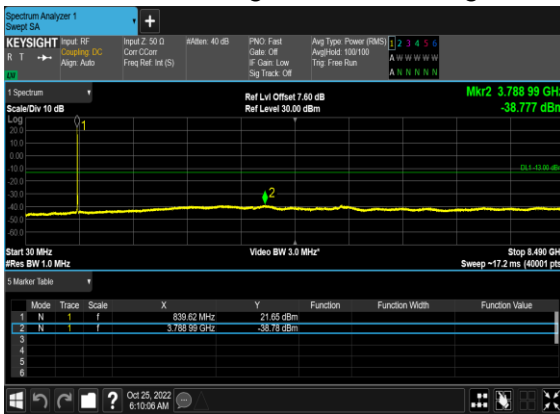 Spectrum Analyzer 1
Swept SA
KEYSIGHT Input: RF Input Z: 50 Ω #Atten: 40 dB PNO: Fast Avg Type: Power (RMS) 1 2 3 4 5 6
R T Coupling: DC Corr CCorr Gate: Off Avg|Hold: 100/100 A W W W W W
Align: Auto Freq Ref: Int (S) IF Gain: Low Trig: Free Run
LV Sig Track: Off A N N N N N
1 Spectrum Ref Lvl Offset 7.60 dB Mkr2 3.788 99 GHz
Scale/Div 10 dB Ref Level 30.00 dBm -38.777 dBm
Log
20.0
10.0
0.00
-10.0
-20.0
-30.0
-40.0
-50.0
-60.0
1
DL1 -13.00 dBm
2
Start 30 MHz Video BW 3.0 MHz* Stop 8.490 GHz
#Res BW 1.0 MHz Sweep ~17.2 ms (40001 pts
5 Marker Table
Mode Trace Scale X Y Function Function Width Function Value
1 N 1 f 839.62 MHz 21.65 dBm
2 N 1 f 3.788 99 GHz -38.78 dBm
3
4
5
6
Oct 25, 2022
6:10:06 AM